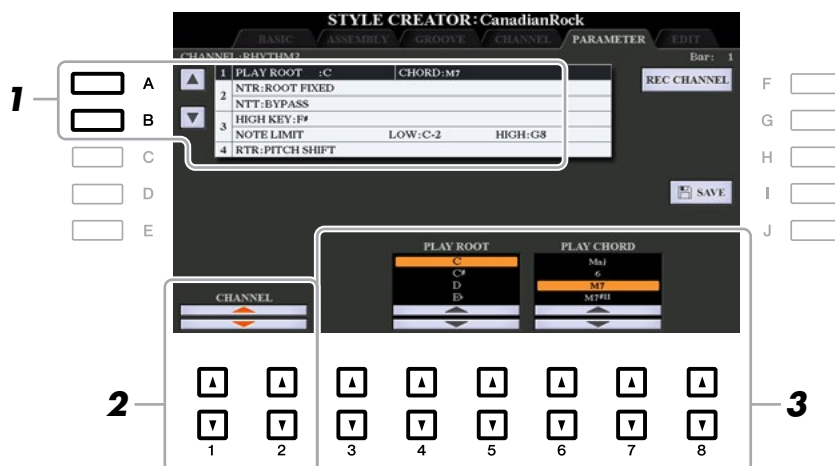 STYLE CREATOR: CanadianRock
BASIC ASSEMBLY GROOVE CHANNEL PARAMETER EDIT
CHANNEL:RHYTHM2 Bar: 1
1 PLAY ROOT :C CHORD:M7
REC CHANNEL
2 NTR:ROOT FIXED
NTT:BYPASS
3 HIGH KEY:F#
NOTE LIMIT LOW:C-2 HIGH:G8
4 RTR:PITCH SHIFT
SAVE
A
B
C
D
E
F
G
H
I
J
1
PLAY ROOT PLAY CHORD
C Maj
C# 6
D M7
E♭ M7#11
CHANNEL
2
3
1 2 3 4 5 6 7 8